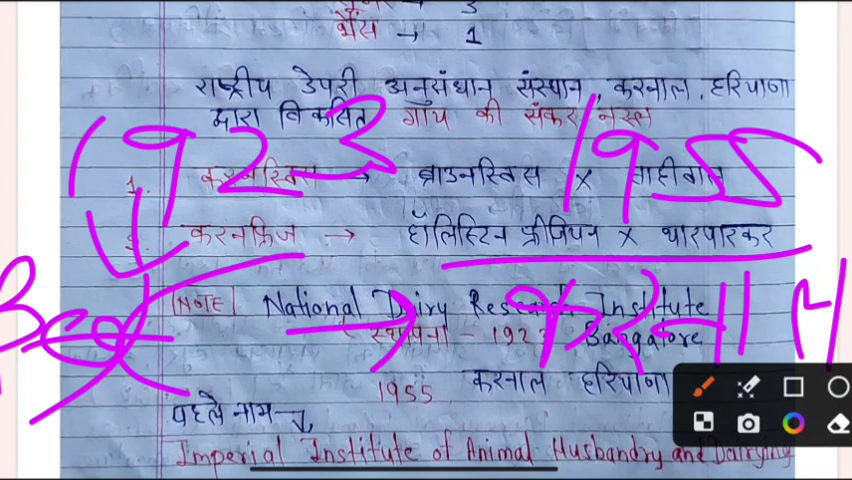 → 3
भैंस → 1
राष्ट्रीय डेयरी अनुसंधान संस्थान, करनाल, हरियाणा
द्वारा विकसित गाय की संकर नस्ल
1923 1955
1. करनस्विस → ब्राउनस्विस × साहीवाल
2. करनफ्रिज → हॉलिस्टिन फ्रीजियन × थारपारकर
NOTE National Dairy Research Institute
स्थापना - 1923 Bangalore
1955 करनाल हरियाणा
पहले नाम →
Imperial Institute of Animal Husbandry and Dairying